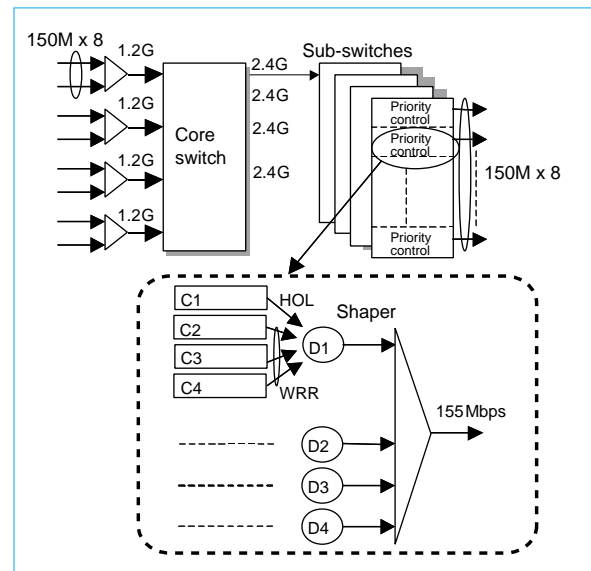 150M x 8
1.2G
1.2G
1.2G
1.2G
Core
switch
2.4G
2.4G
2.4G
2.4G
Sub-switches
Priority
control
Priority
control
Priority
control
150M x 8
C1
C2
C3
C4
HOL
WRR
Shaper
D1
D2
D3
D4
155Mbps